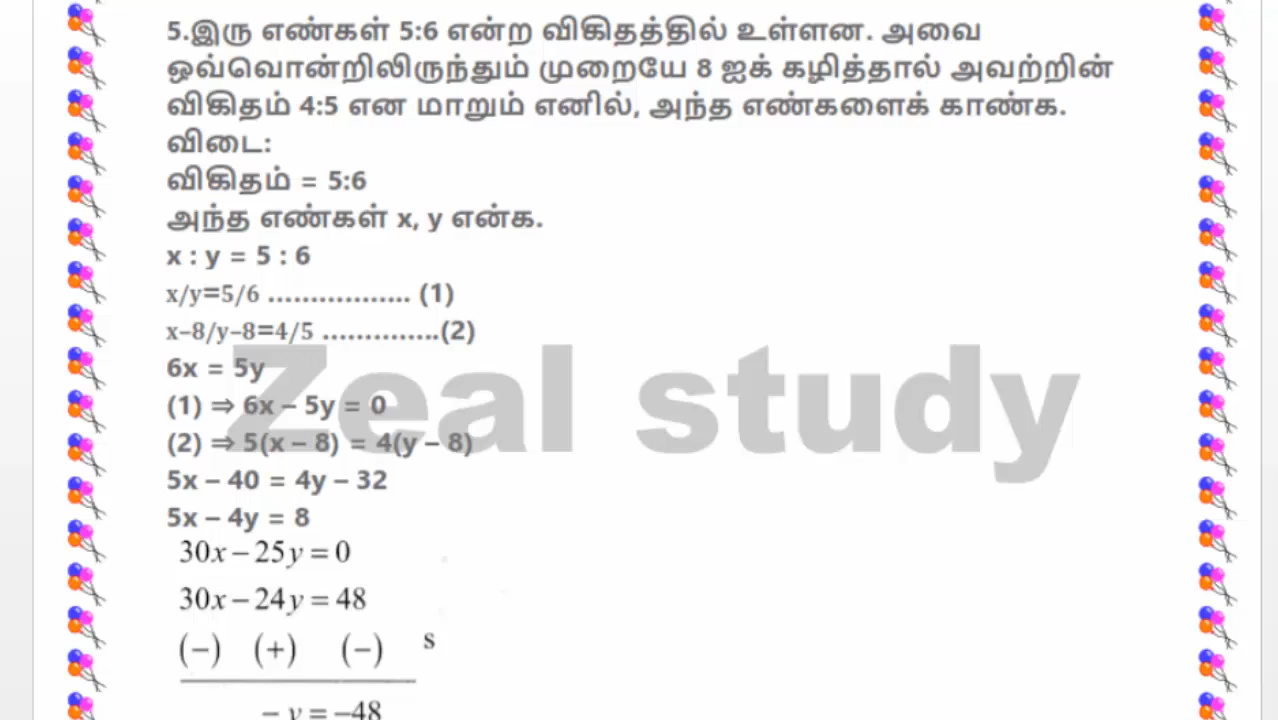 5.இரு எண்கள் 5:6 என்ற விகிதத்தில் உள்ளன. அவை
ஒவ்வொன்றிலிருந்தும் முறையே 8 ஐக் கழித்தால் அவற்றின்
விகிதம் 4:5 என மாறும் எனில், அந்த எண்களைக் காண்க.
விடை:
விகிதம் = 5:6
அந்த எண்கள் x, y என்க.
x : y = 5 : 6
x/y=5/6 ................. (1)
x–8/y–8=4/5 ..............(2)
6x = 5y
(1) ⇒ 6x – 5y = 0
(2) ⇒ 5(x – 8) = 4(y – 8)
Zeal study
5x – 40 = 4y – 32
5x – 4y = 8
30x – 25y = 0
30x – 24y = 48
(–) (+) (–) s
– y = –48